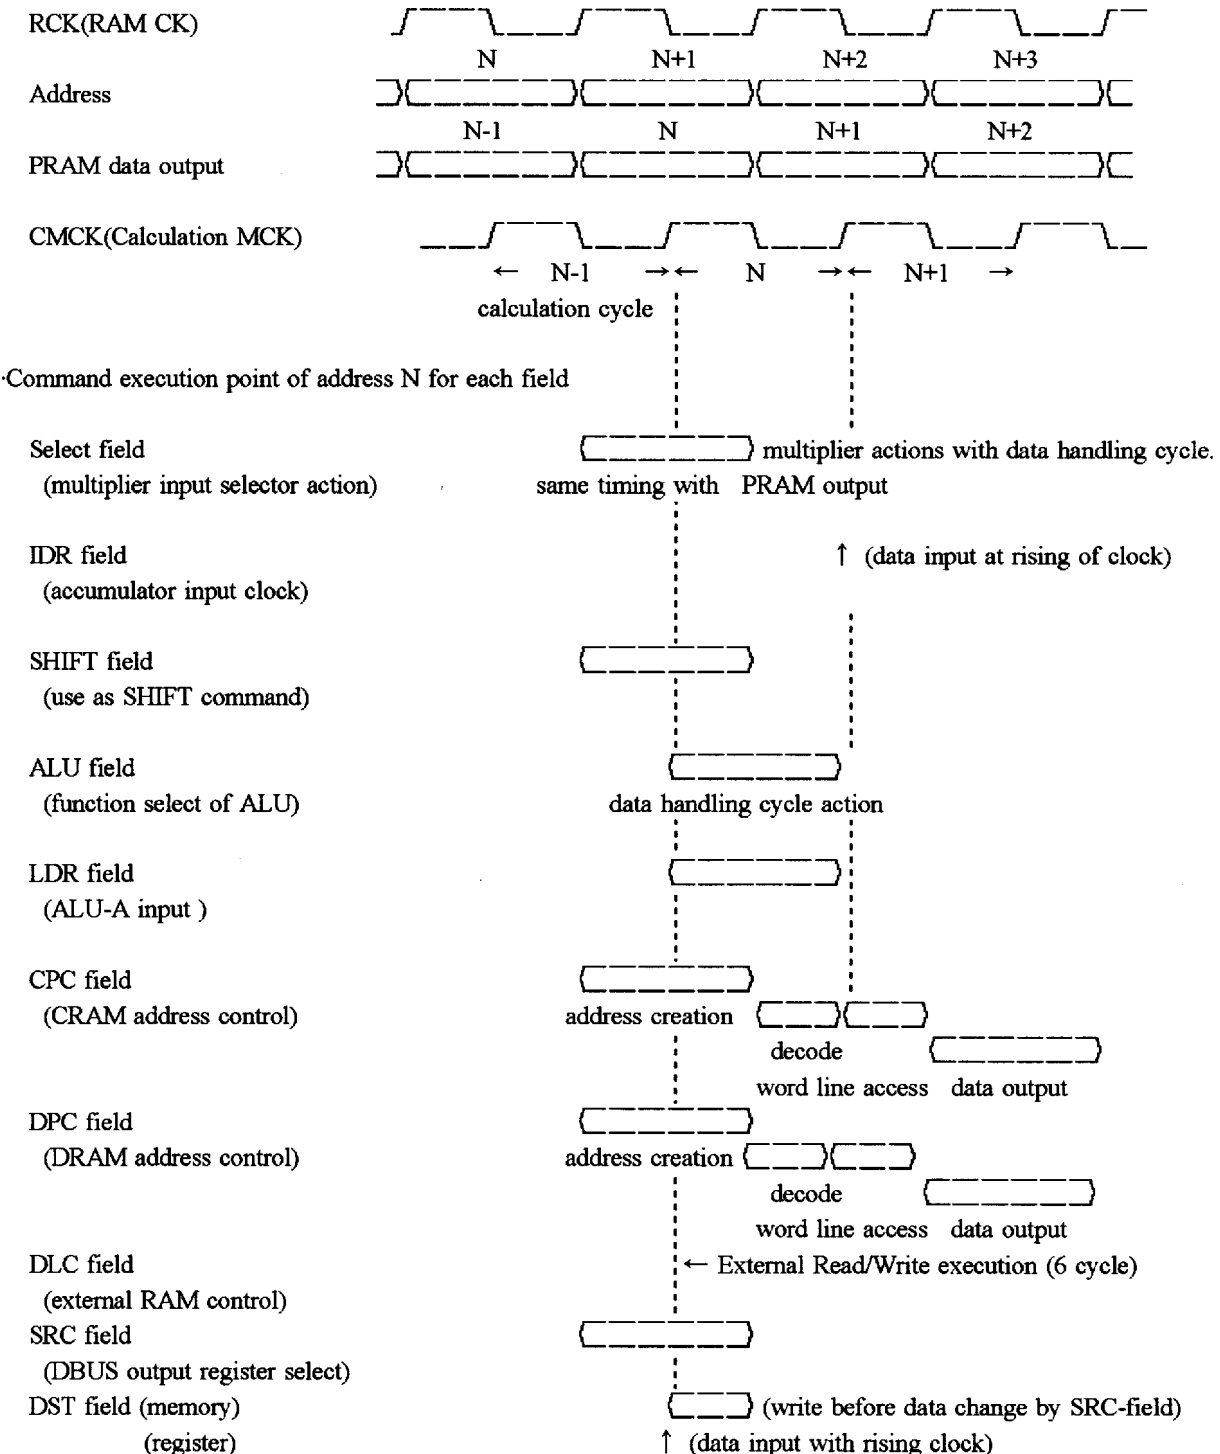 RCK(RAM CK)
N N+1 N+2 N+3
Address
N-1 N N+1 N+2
PRAM data output
CMCK(Calculation MCK)
← N-1 →← N →← N+1 →
calculation cycle
·Command execution point of address N for each field
Select field multiplier actions with data handling cycle.
(multiplier input selector action) same timing with PRAM output
IDR field ↑ (data input at rising of clock)
(accumulator input clock)
SHIFT field
(use as SHIFT command)
ALU field
(function select of ALU) data handling cycle action
LDR field
(ALU-A input )
CPC field
(CRAM address control) address creation
decode
word line access data output
DPC field
(DRAM address control) address creation
decode
word line access data output
DLC field ← External Read/Write execution (6 cycle)
(external RAM control)
SRC field
(DBUS output register select)
DST field (memory) (write before data change by SRC-field)
(register) ↑ (data input with rising clock)